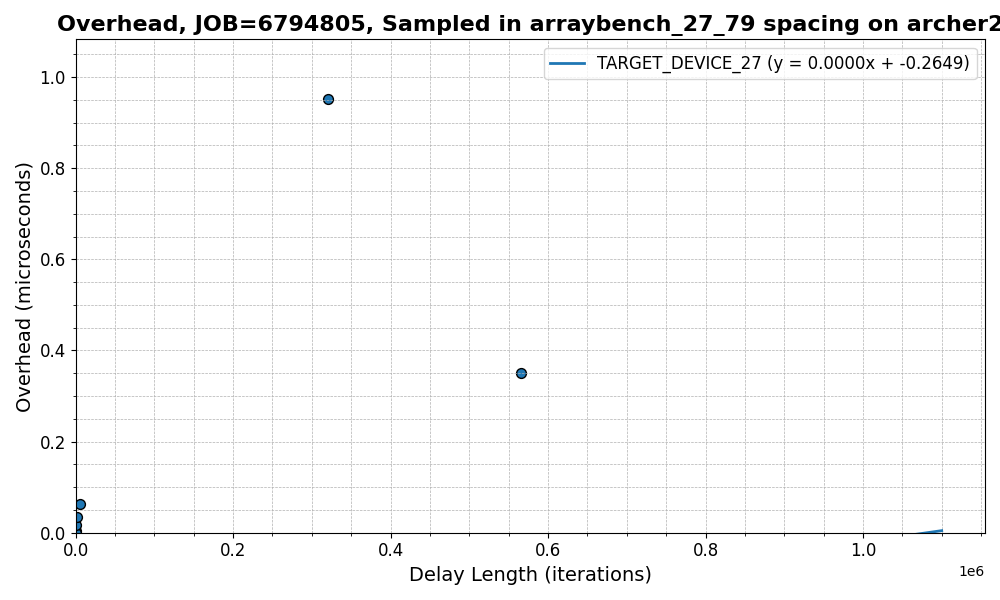 Overhead, JOB=6794805, Sampled in arraybench_27_79 spacing on archer2
TARGET_DEVICE_27 (y = 0.0000x + -0.2649)
Overhead (microseconds)
1.0
0.8
0.6
0.4
0.2
0.0
0.0 0.2 0.4 0.6 0.8 1.0
1e6
Delay Length (iterations)